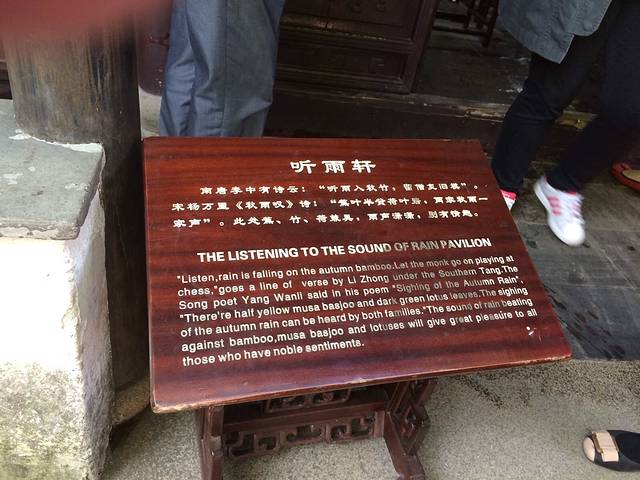 听雨轩
南唐李中有诗云：“听雨入秋竹，留僧复旧棋”。
宋杨万里《秋雨叹》诗：“蕉叶半黄荷叶碧，两家秋雨一
家声”。此处蕉、竹、荷兼具，雨声潇潇，别有情趣。
THE LISTENING TO THE SOUND OF RAIN PAVILION
"Listen,rain is falling on the autumn bamboo.Let the monk go on playing at
chess,"goes a line of verse by Li Zhong under the Southern Tang.The
Song poet Yang Wanli said in his poem "Sighing of the Autumn Rain",
"There're half yellow musa basjoo and dark green lotus leaves.The sighing
of the autumn rain can be heard by both families."The sound of rain beating
against bamboo,musa basjoo and lotuses will give great pleasure to all
those who have noble sentiments.